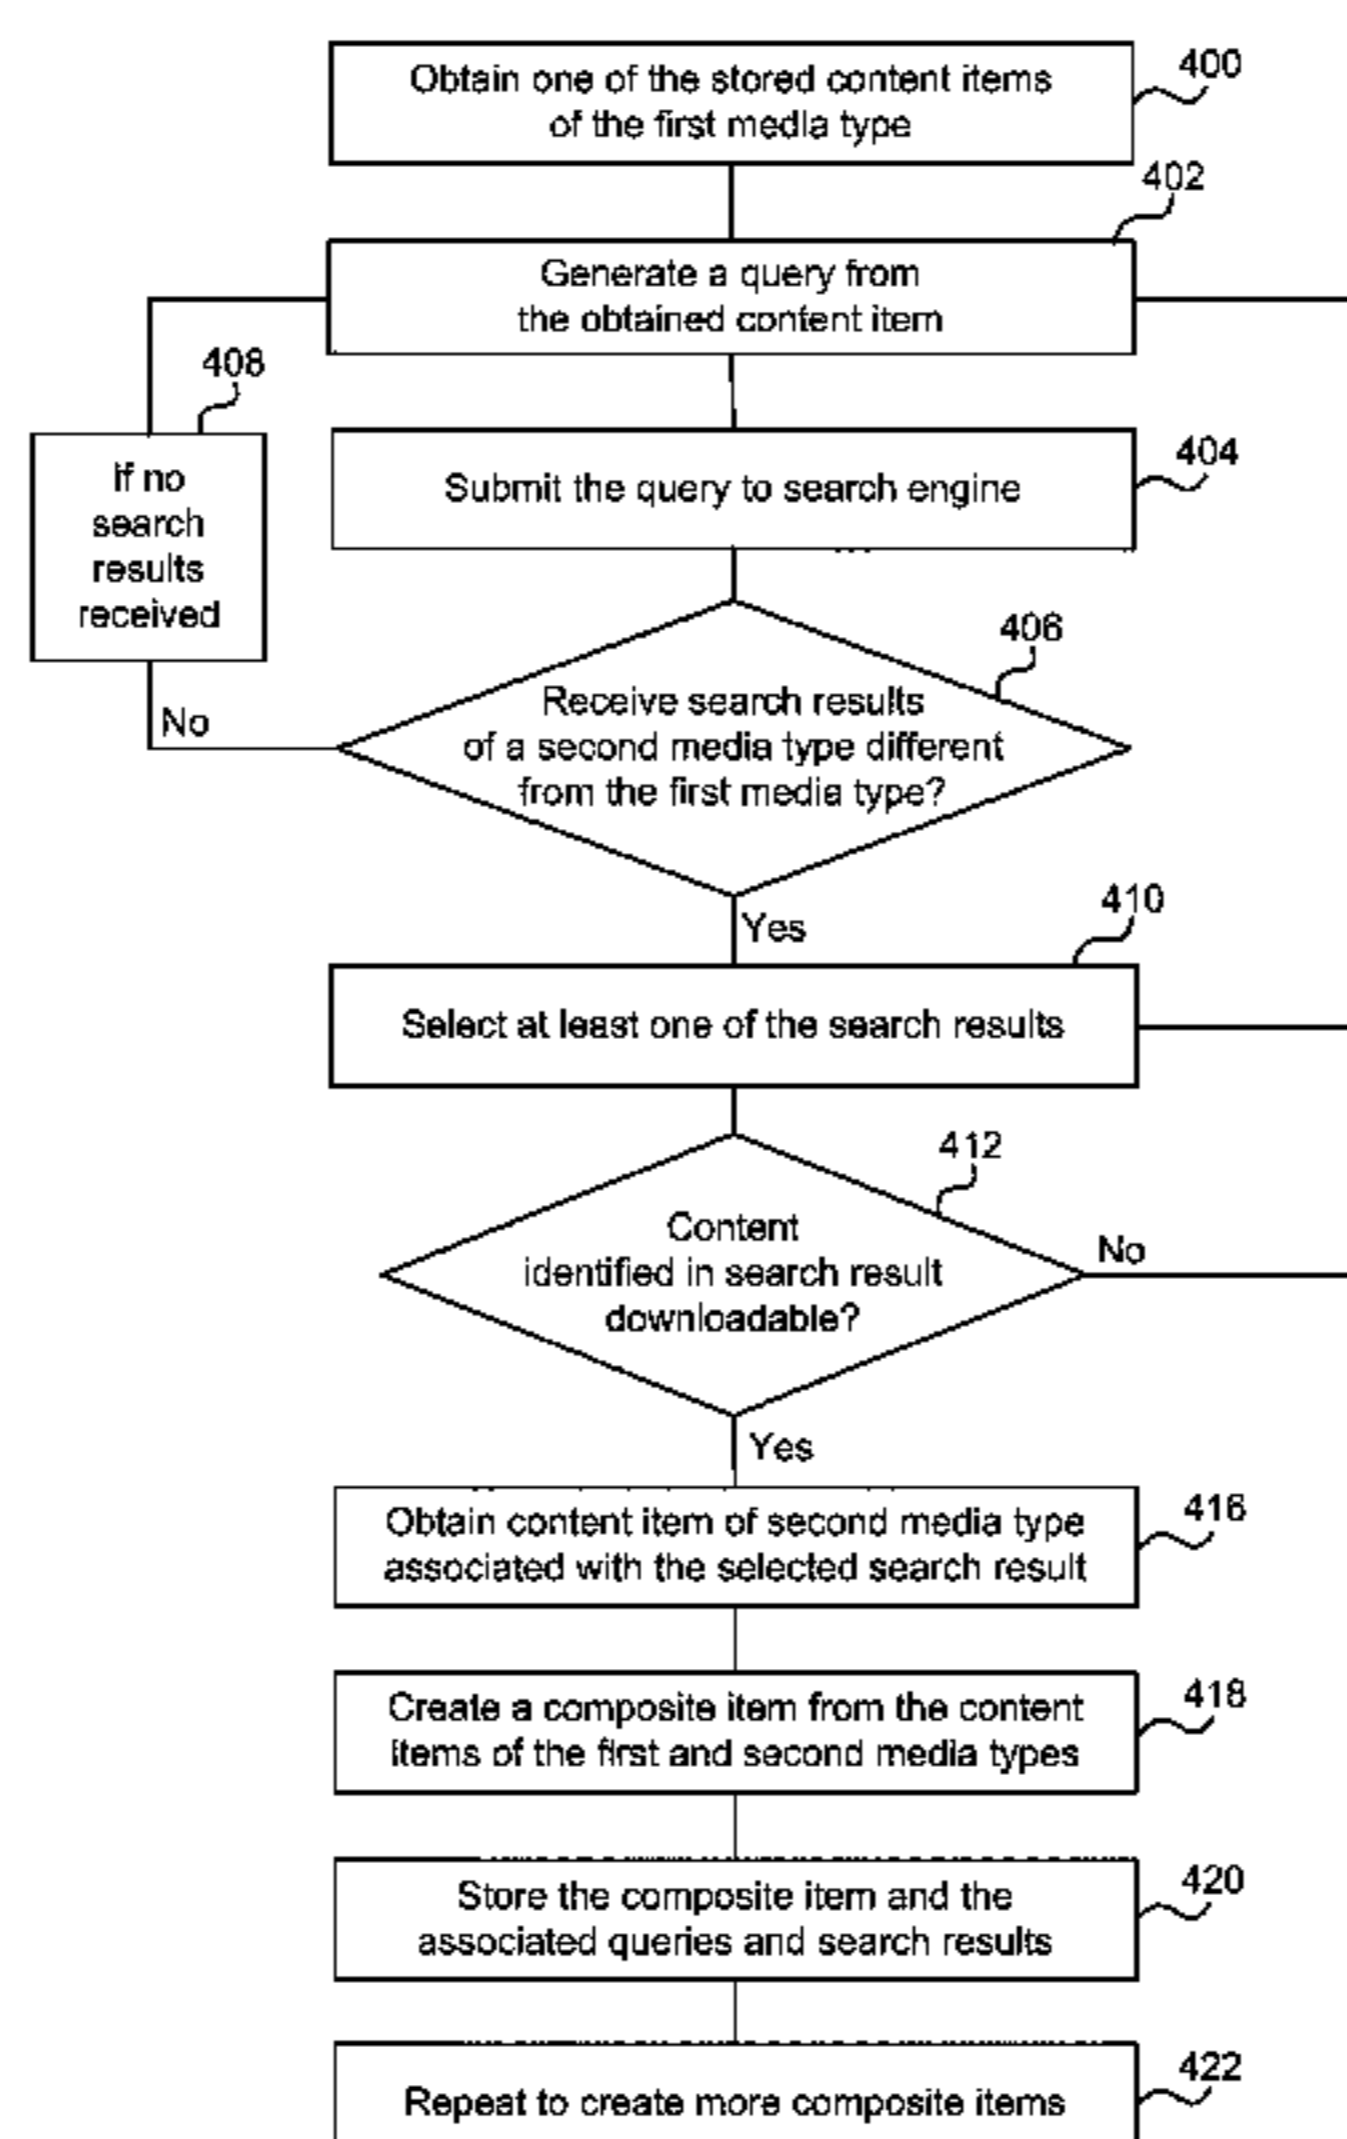 Obtain one of the stored content items
of the first media type
400
402
Generate a query from
the obtained content item
408
If no
search
results
received
404
Submit the query to search engine
406
Receive search results
of a second media type different
from the first media type?
No
Yes
410
Select at least one of the search results
412
Content
identified in search result
downloadable?
No
Yes
416
Obtain content item of second media type
associated with the selected search result
418
Create a composite item from the content
items of the first and second media types
420
Store the composite item and the
associated queries and search results
422
Repeat to create more composite items